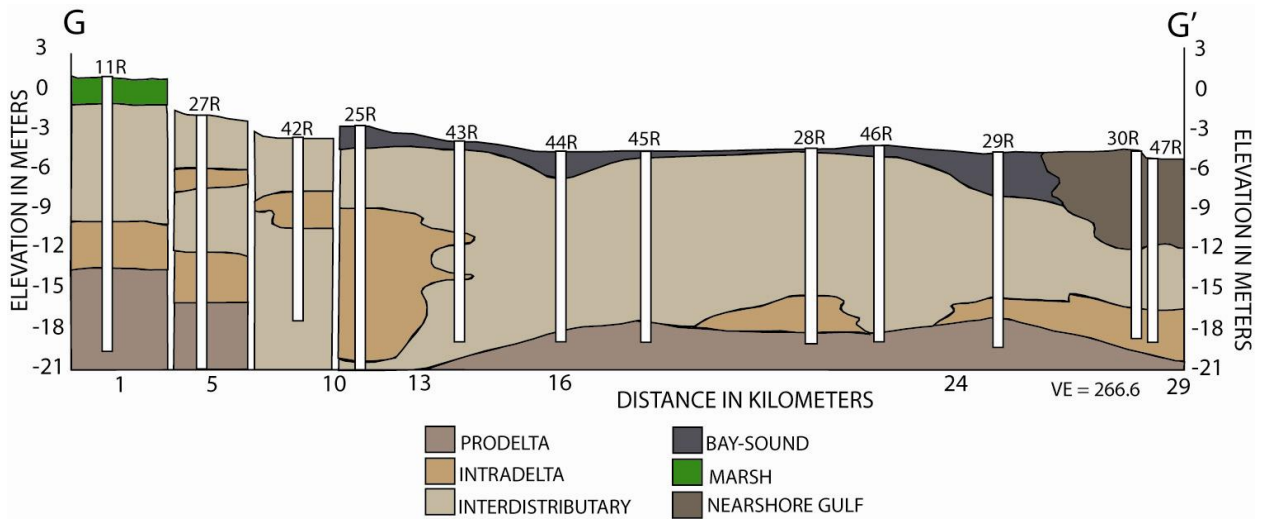 G G'
3 3
11R
0 0
27R
-3 25R -3
42R 43R 44R 45R 28R 46R 29R 30R 47R
-6 -6
-9 -9
-12 -12
-15 -15
-18 -18
-21 -21
ELEVATION IN METERS
ELEVATION IN METERS
1 5 10 13 16 24 29
DISTANCE IN KILOMETERS
VE = 266.6
PRODELTA BAY-SOUND
INTRADELTA MARSH
INTERDISTRIBUTARY NEARSHORE GULF